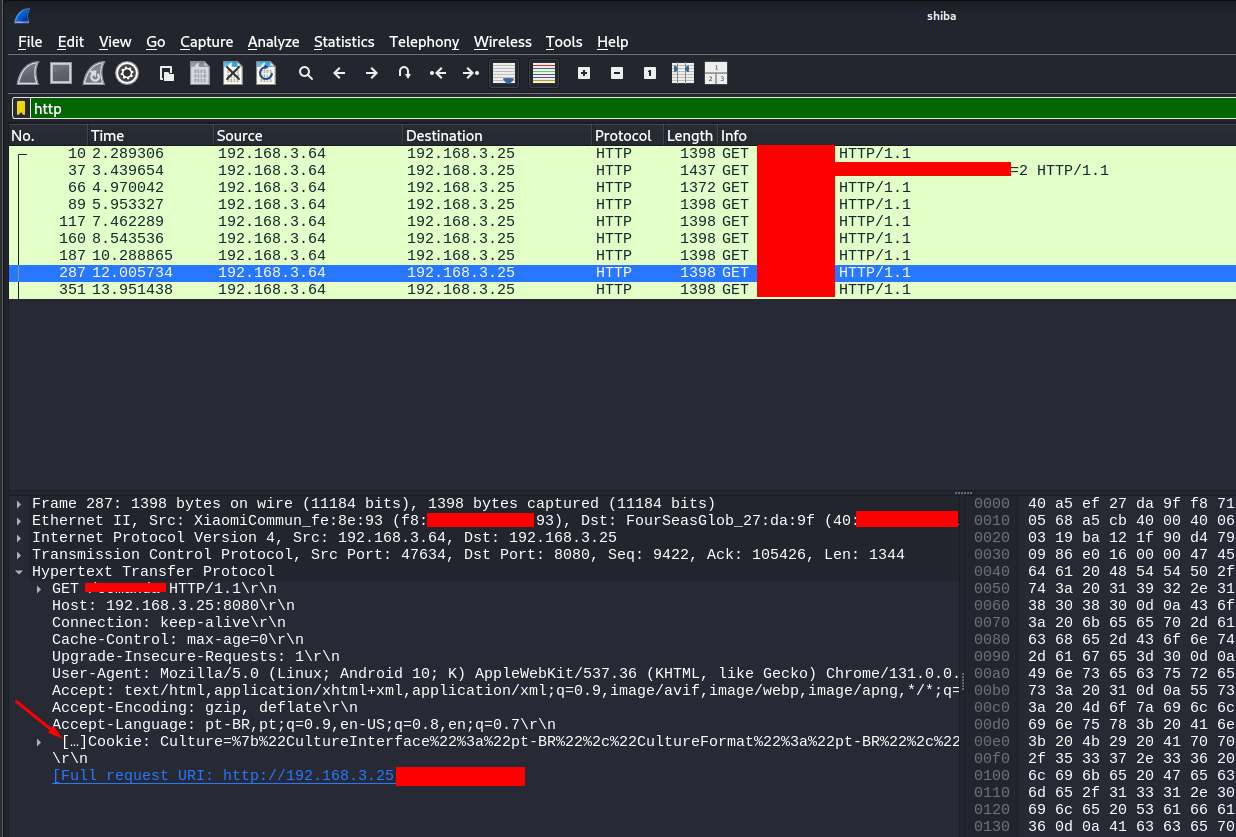 shiba
File Edit View Go Capture Analyze Statistics Telephony Wireless Tools Help
http
No. Time Source Destination Protocol Length Info
10 2.289306 192.168.3.64 192.168.3.25 HTTP 1398 GET HTTP/1.1
37 3.439654 192.168.3.64 192.168.3.25 HTTP 1437 GET =2 HTTP/1.1
66 4.970042 192.168.3.64 192.168.3.25 HTTP 1372 GET HTTP/1.1
89 5.953327 192.168.3.64 192.168.3.25 HTTP 1398 GET HTTP/1.1
117 7.462289 192.168.3.64 192.168.3.25 HTTP 1398 GET HTTP/1.1
160 8.543536 192.168.3.64 192.168.3.25 HTTP 1398 GET HTTP/1.1
187 10.288865 192.168.3.64 192.168.3.25 HTTP 1398 GET HTTP/1.1
287 12.005734 192.168.3.64 192.168.3.25 HTTP 1398 GET HTTP/1.1
351 13.951438 192.168.3.64 192.168.3.25 HTTP 1398 GET HTTP/1.1
Frame 287: 1398 bytes on wire (11184 bits), 1398 bytes captured (11184 bits)
Ethernet II, Src: XiaomiCommun_fe:8e:93 (f8: 93), Dst: FourSeasGlob_27:da:9f (40:
Internet Protocol Version 4, Src: 192.168.3.64, Dst: 192.168.3.25
Transmission Control Protocol, Src Port: 47634, Dst Port: 8080, Seq: 9422, Ack: 105426, Len: 1344
Hypertext Transfer Protocol
GET HTTP/1.1\r\n
Host: 192.168.3.25:8080\r\n
Connection: keep-alive\r\n
Cache-Control: max-age=0\r\n
Upgrade-Insecure-Requests: 1\r\n
User-Agent: Mozilla/5.0 (Linux; Android 10; K) AppleWebKit/537.36 (KHTML, like Gecko) Chrome/131.0.0.
Accept: text/html,application/xhtml+xml,application/xml;q=0.9,image/avif,image/webp,image/apng,*/*;q=
Accept-Encoding: gzip, deflate\r\n
Accept-Language: pt-BR,pt;q=0.9,en-US;q=0.8,en;q=0.7\r\n
[…]Cookie: Culture=%7b%22CultureInterface%22%3a%22pt-BR%22%2c%22CultureFormat%22%3a%22pt-BR%22%2c%22
\r\n
[Full request URI: http://192.168.3.25
0000 40 a5 ef 27 da 9f f8 71
0010 05 68 a5 cb 40 00 40 06
0020 03 19 ba 12 1f 90 d4 79
0030 09 86 e0 16 00 00 47 45
0040 64 61 20 48 54 54 50 2f
0050 74 3a 20 31 39 32 2e 31
0060 38 30 38 30 0d 0a 43 6f
0070 3a 20 6b 65 65 70 2d 61
0080 63 68 65 2d 43 6f 6e 74
0090 2d 61 67 65 3d 30 0d 0a
00a0 49 6e 73 65 63 75 72 65
00b0 73 3a 20 31 0d 0a 55 73
00c0 3a 20 4d 6f 7a 69 6c 6c
00d0 69 6e 75 78 3b 20 41 6e
00e0 3b 20 4b 29 20 41 70 70
00f0 2f 35 33 37 2e 33 36 20
0100 6c 69 6b 65 20 47 65 63
0110 6d 65 2f 31 33 31 2e 30
0120 69 6c 65 20 53 61 66 61
0130 36 0d 0a 41 63 63 65 70